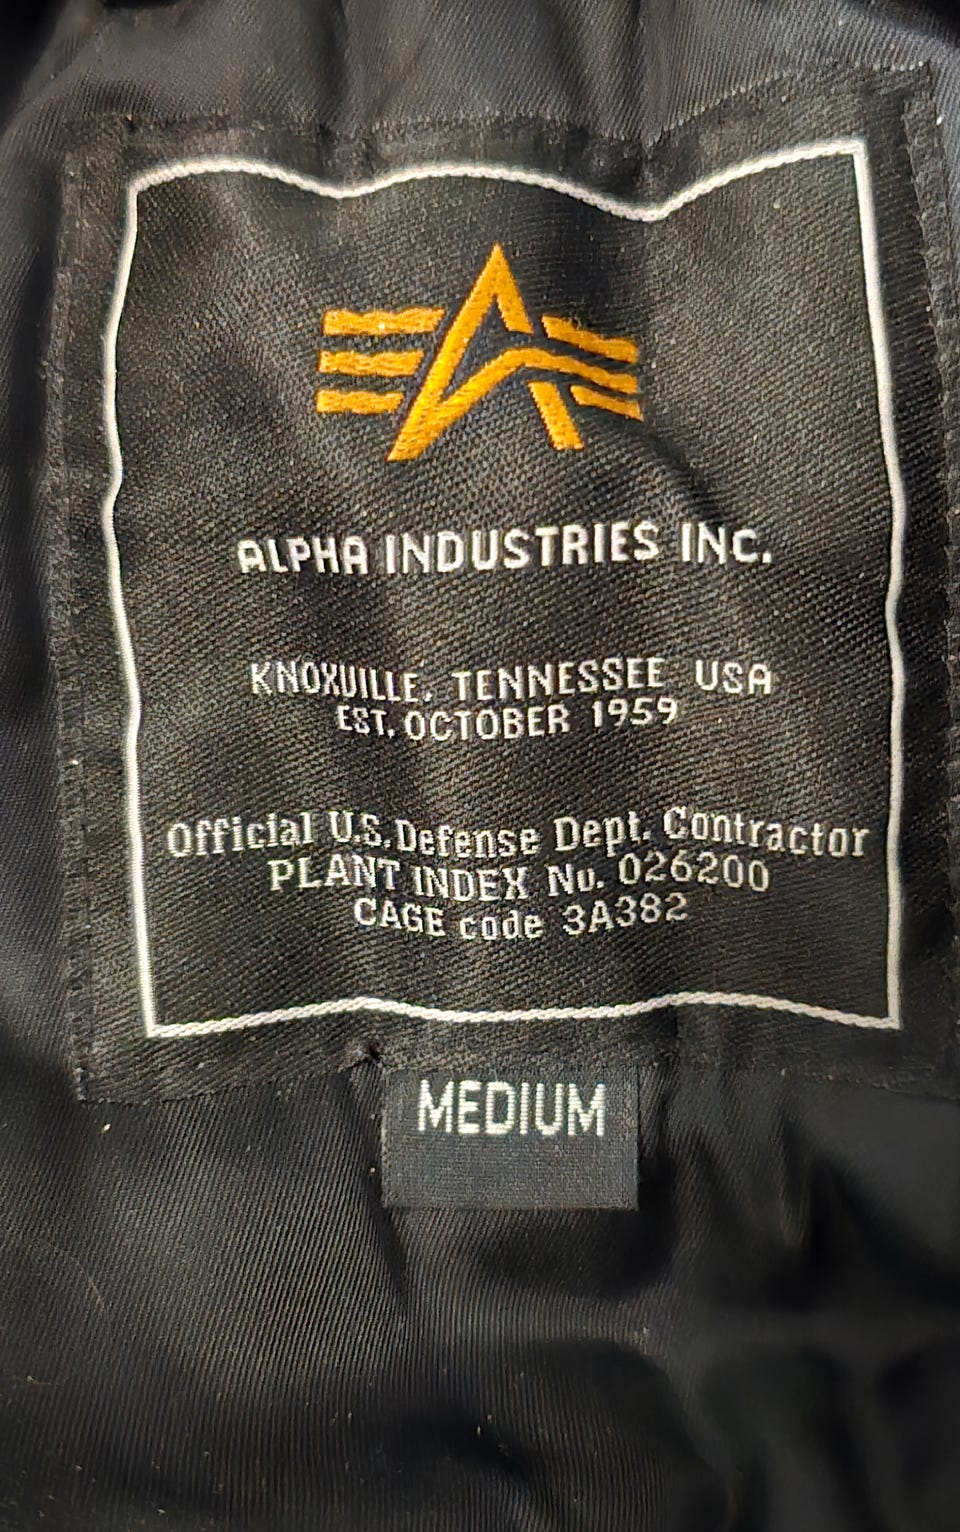 ALPHA INDUSTRIES INC.
KNOXVILLE, TENNESSEE USA
EST. OCTOBER 1959
Official U.S. Defense Dept. Contractor
PLANT INDEX No. 026200
CAGE code 3A382
MEDIUM